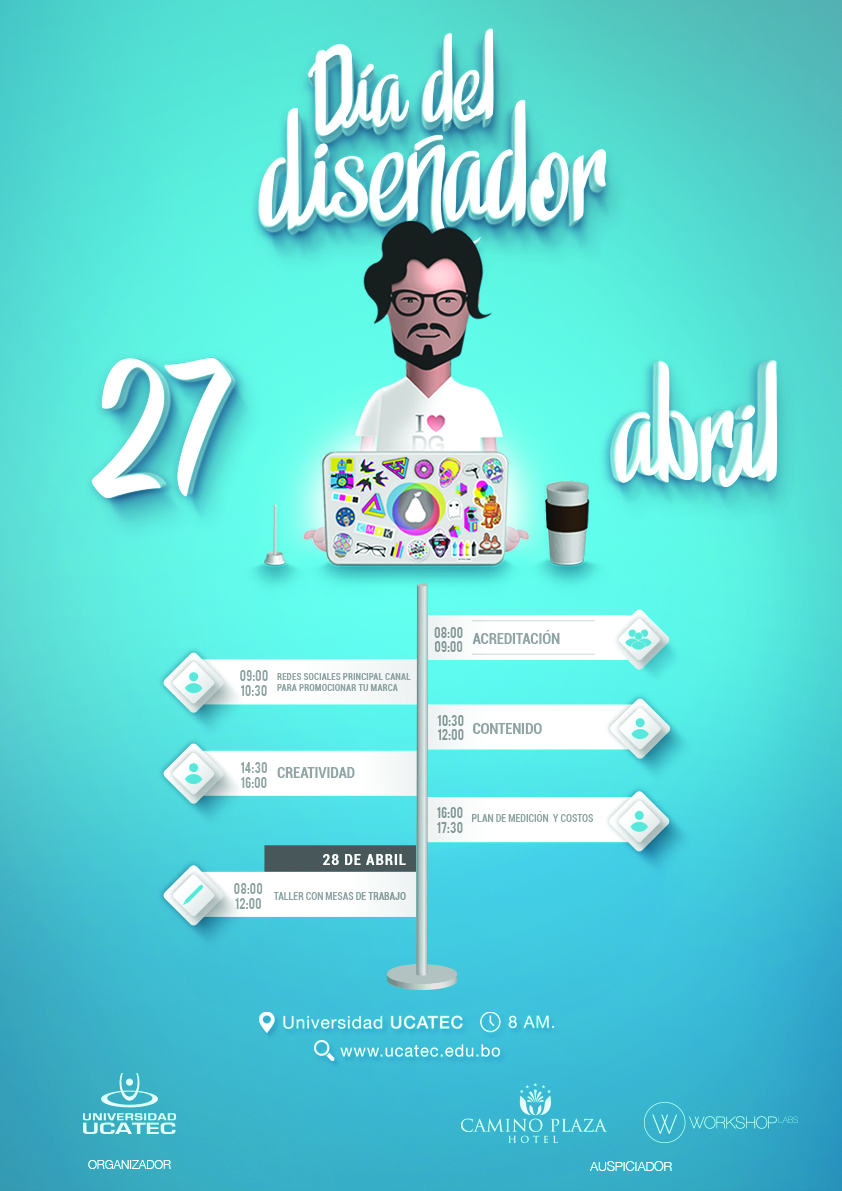 Día del
diseñador
27
abril
I
DG
CMYK
08:00
09:00
ACREDITACIÓN
09:00
10:30
REDES SOCIALES PRINCIPAL CANAL
PARA PROMOCIONAR TU MARCA
10:30
12:00
CONTENIDO
14:30
16:00
CREATIVIDAD
16:00
17:30
PLAN DE MEDICIÓN Y COSTOS
28 DE ABRIL
08:00
12:00
TALLER CON MESAS DE TRABAJO
Universidad UCATEC 8 AM.
www.ucatec.edu.bo
UNIVERSIDAD
UCATEC
ORGANIZADOR
CAMINO PLAZA
HOTEL
W WORKSHOP LABS
AUSPICIADOR